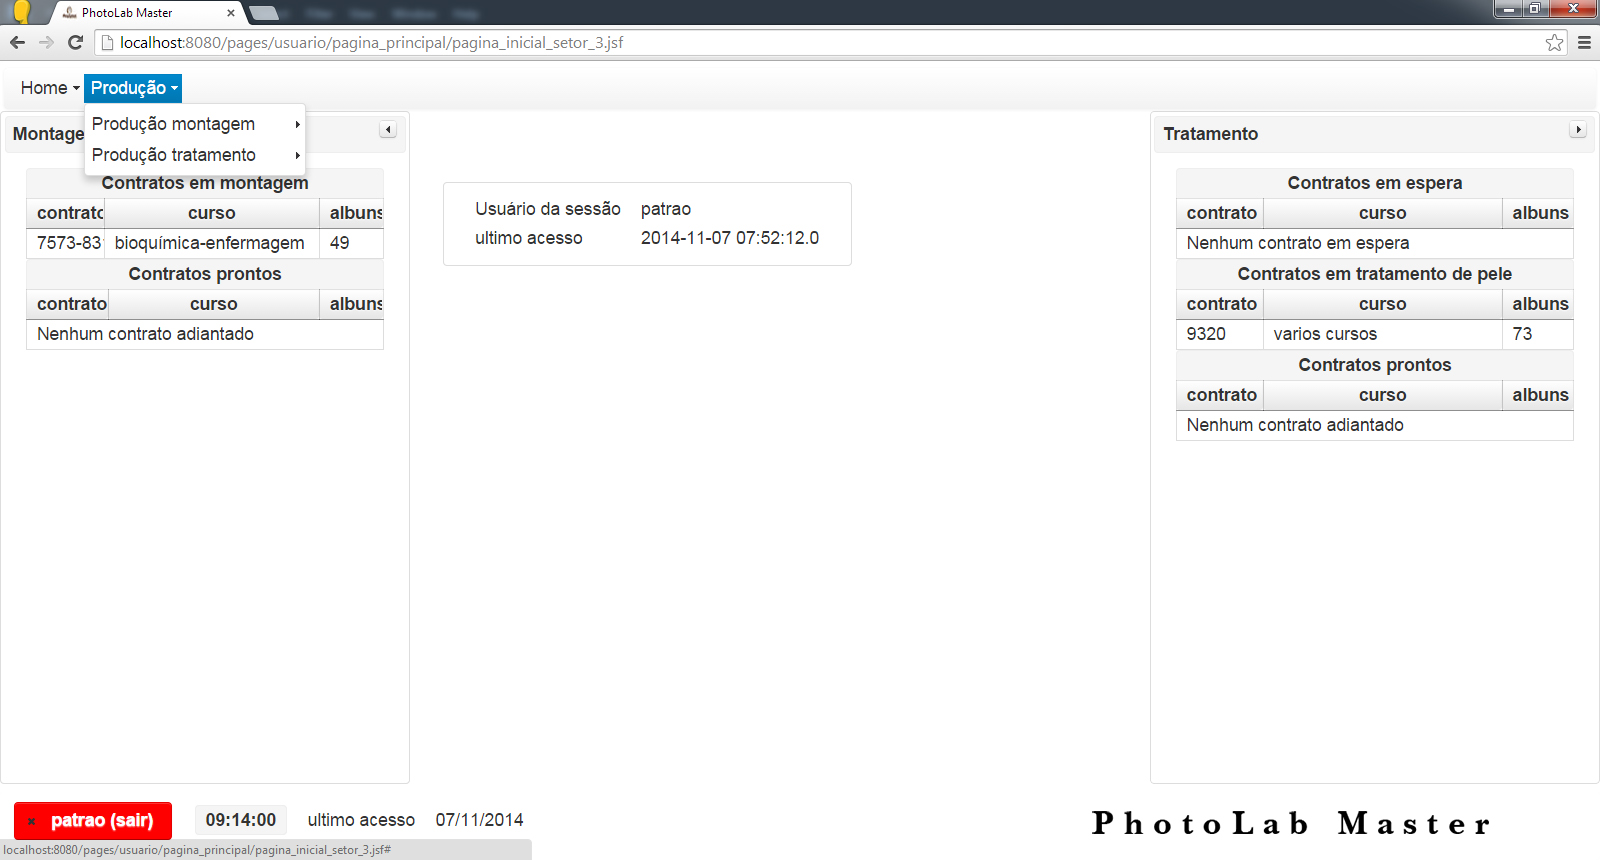 PhotoLab Master
localhost:8080/pages/usuario/pagina_principal/pagina_inicial_setor_3.jsf
Home Produção
Produção montagem
Produção tratamento
Montage
Contratos em montagem
contrato curso albuns
7573-83 bioquímica-enfermagem 49
Contratos prontos
contrato curso albuns
Nenhum contrato adiantado
Usuário da sessão patrao
ultimo acesso 2014-11-07 07:52:12.0
Tratamento
Contratos em espera
contrato curso albuns
Nenhum contrato em espera
Contratos em tratamento de pele
contrato curso albuns
9320 varios cursos 73
Contratos prontos
contrato curso albuns
Nenhum contrato adiantado
patrao (sair) 09:14:00 ultimo acesso 07/11/2014
PhotoLab Master
localhost:8080/pages/usuario/pagina_principal/pagina_inicial_setor_3.jsf#